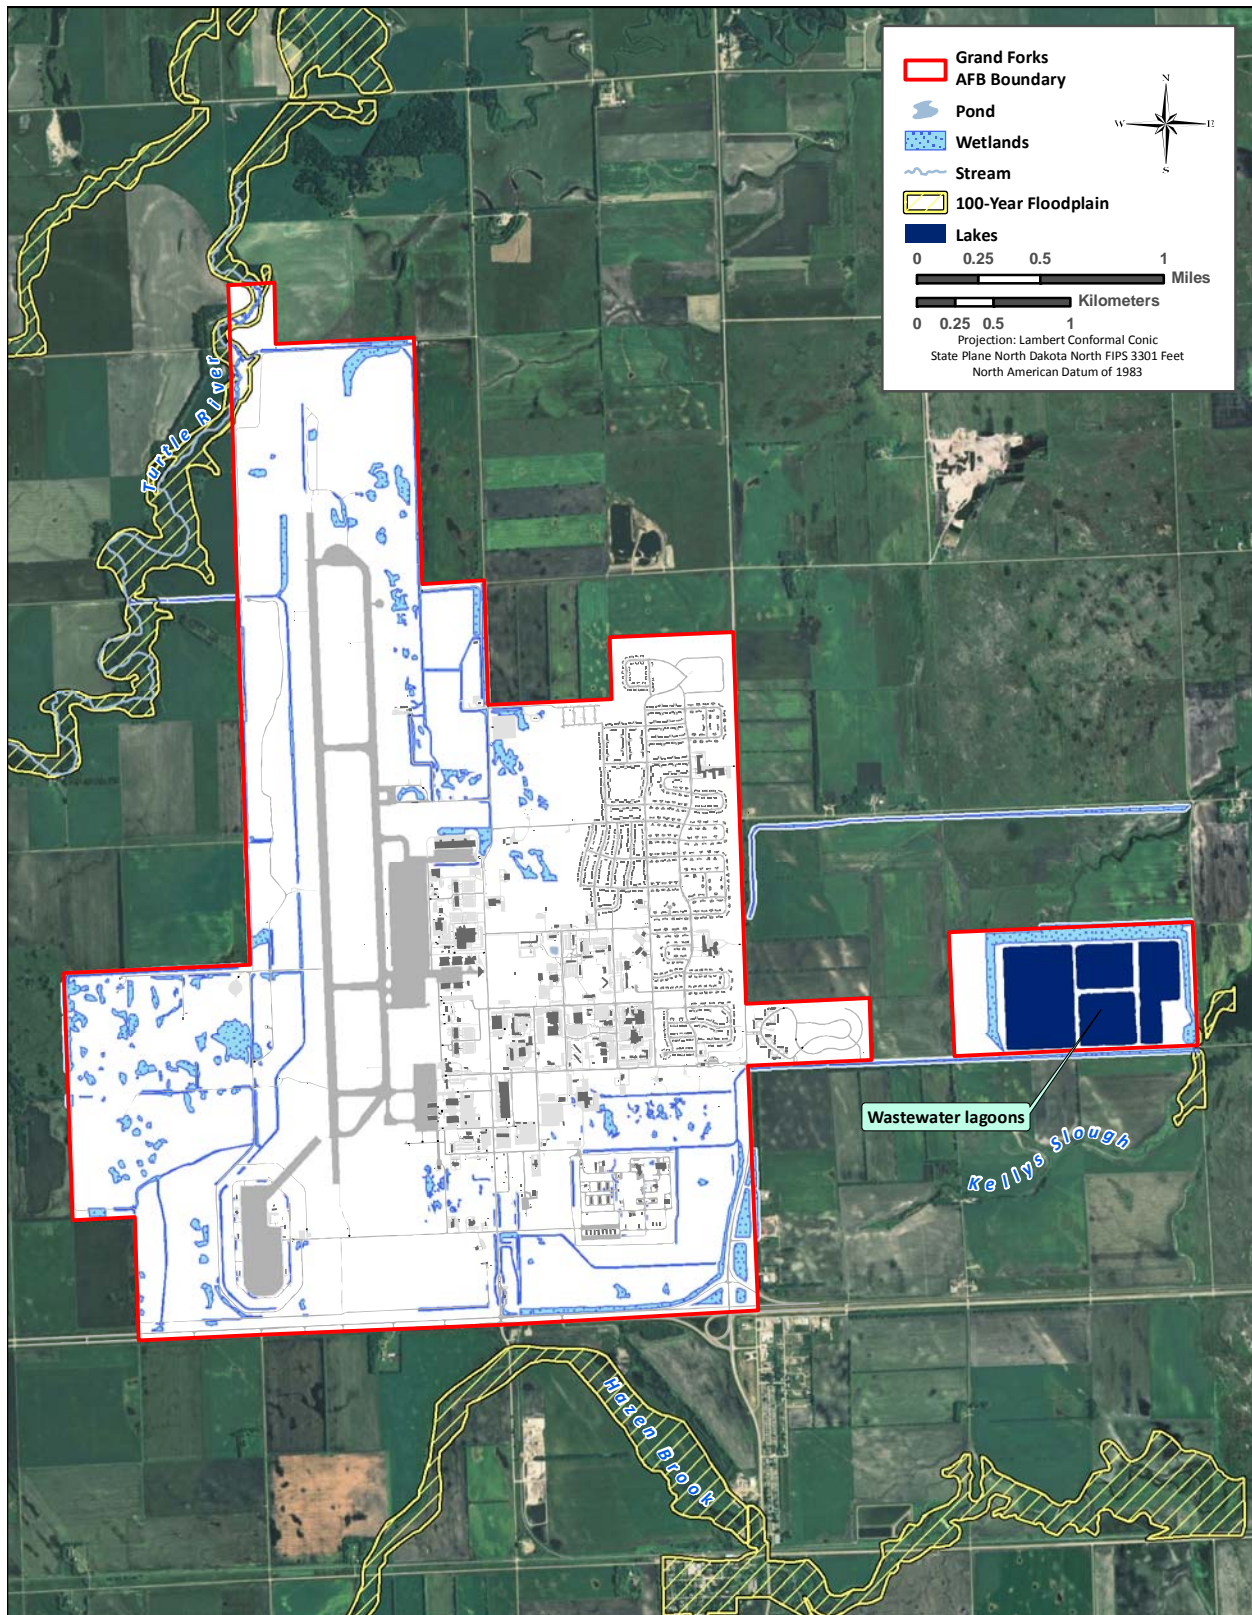 Grand Forks
AFB Boundary
Pond
Wetlands
Stream
100-Year Floodplain
Lakes
N
W E
S
0 0.25 0.5 1
Miles
Kilometers
0 0.25 0.5 1
Projection: Lambert Conformal Conic
State Plane North Dakota North FIPS 3301 Feet
North American Datum of 1983
Turtle River
Wastewater lagoons
Kellys Slough
Hazen Brook